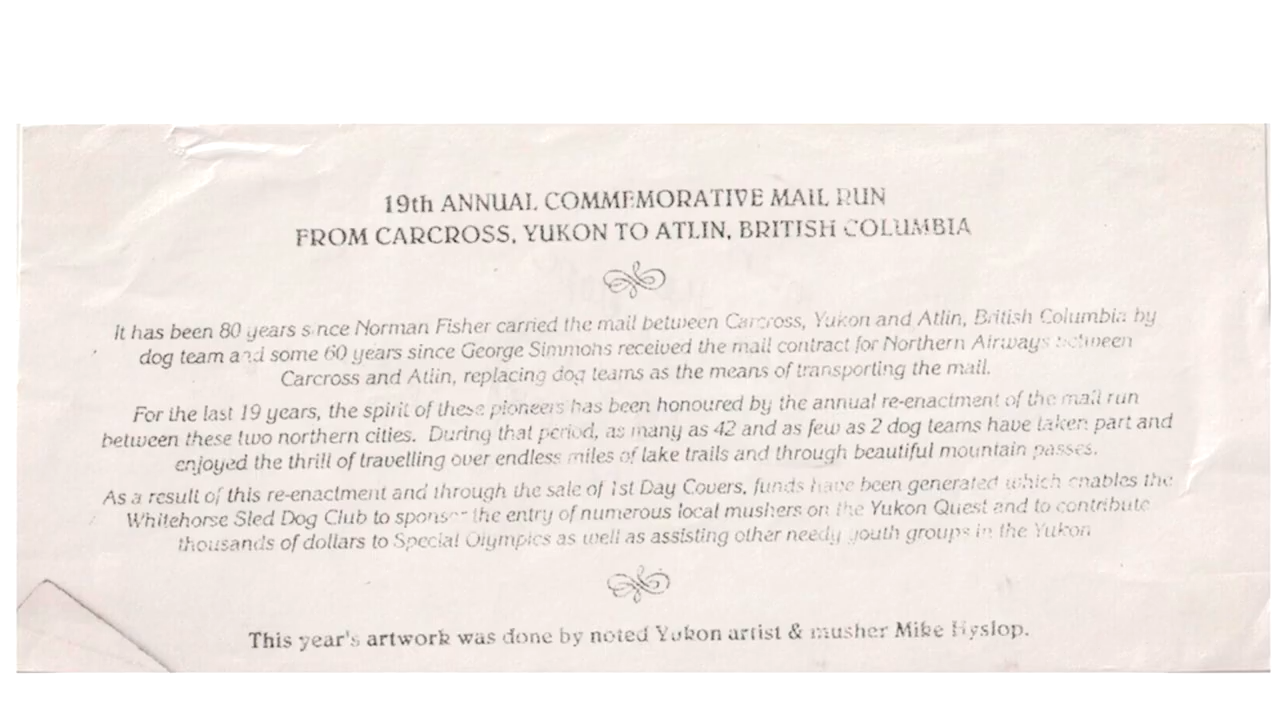 19th ANNUAL COMMEMORATIVE MAIL RUN
FROM CARCROSS, YUKON TO ATLIN, BRITISH COLUMBIA
It has been 80 years since Norman Fisher carried the mail between Carcross, Yukon and Atlin, British Columbia by
dog team and some 60 years since George Simmons received the mail contract for Northern Airways between
Carcross and Atlin, replacing dog teams as the means of transporting the mail.
For the last 19 years, the spirit of these pioneers has been honoured by the annual re-enactment of the mail run
between these two northern cities. During that period, as many as 42 and as few as 2 dog teams have taken part and
enjoyed the thrill of travelling over endless miles of lake trails and through beautiful mountain passes.
As a result of this re-enactment and through the sale of 1st Day Covers, funds have been generated which enables the
Whitehorse Sled Dog Club to sponsor the entry of numerous local mushers on the Yukon Quest and to contribute
thousands of dollars to Special Olympics as well as assisting other needy youth groups in the Yukon
This year's artwork was done by noted Yukon artist & musher Mike Hyslop.